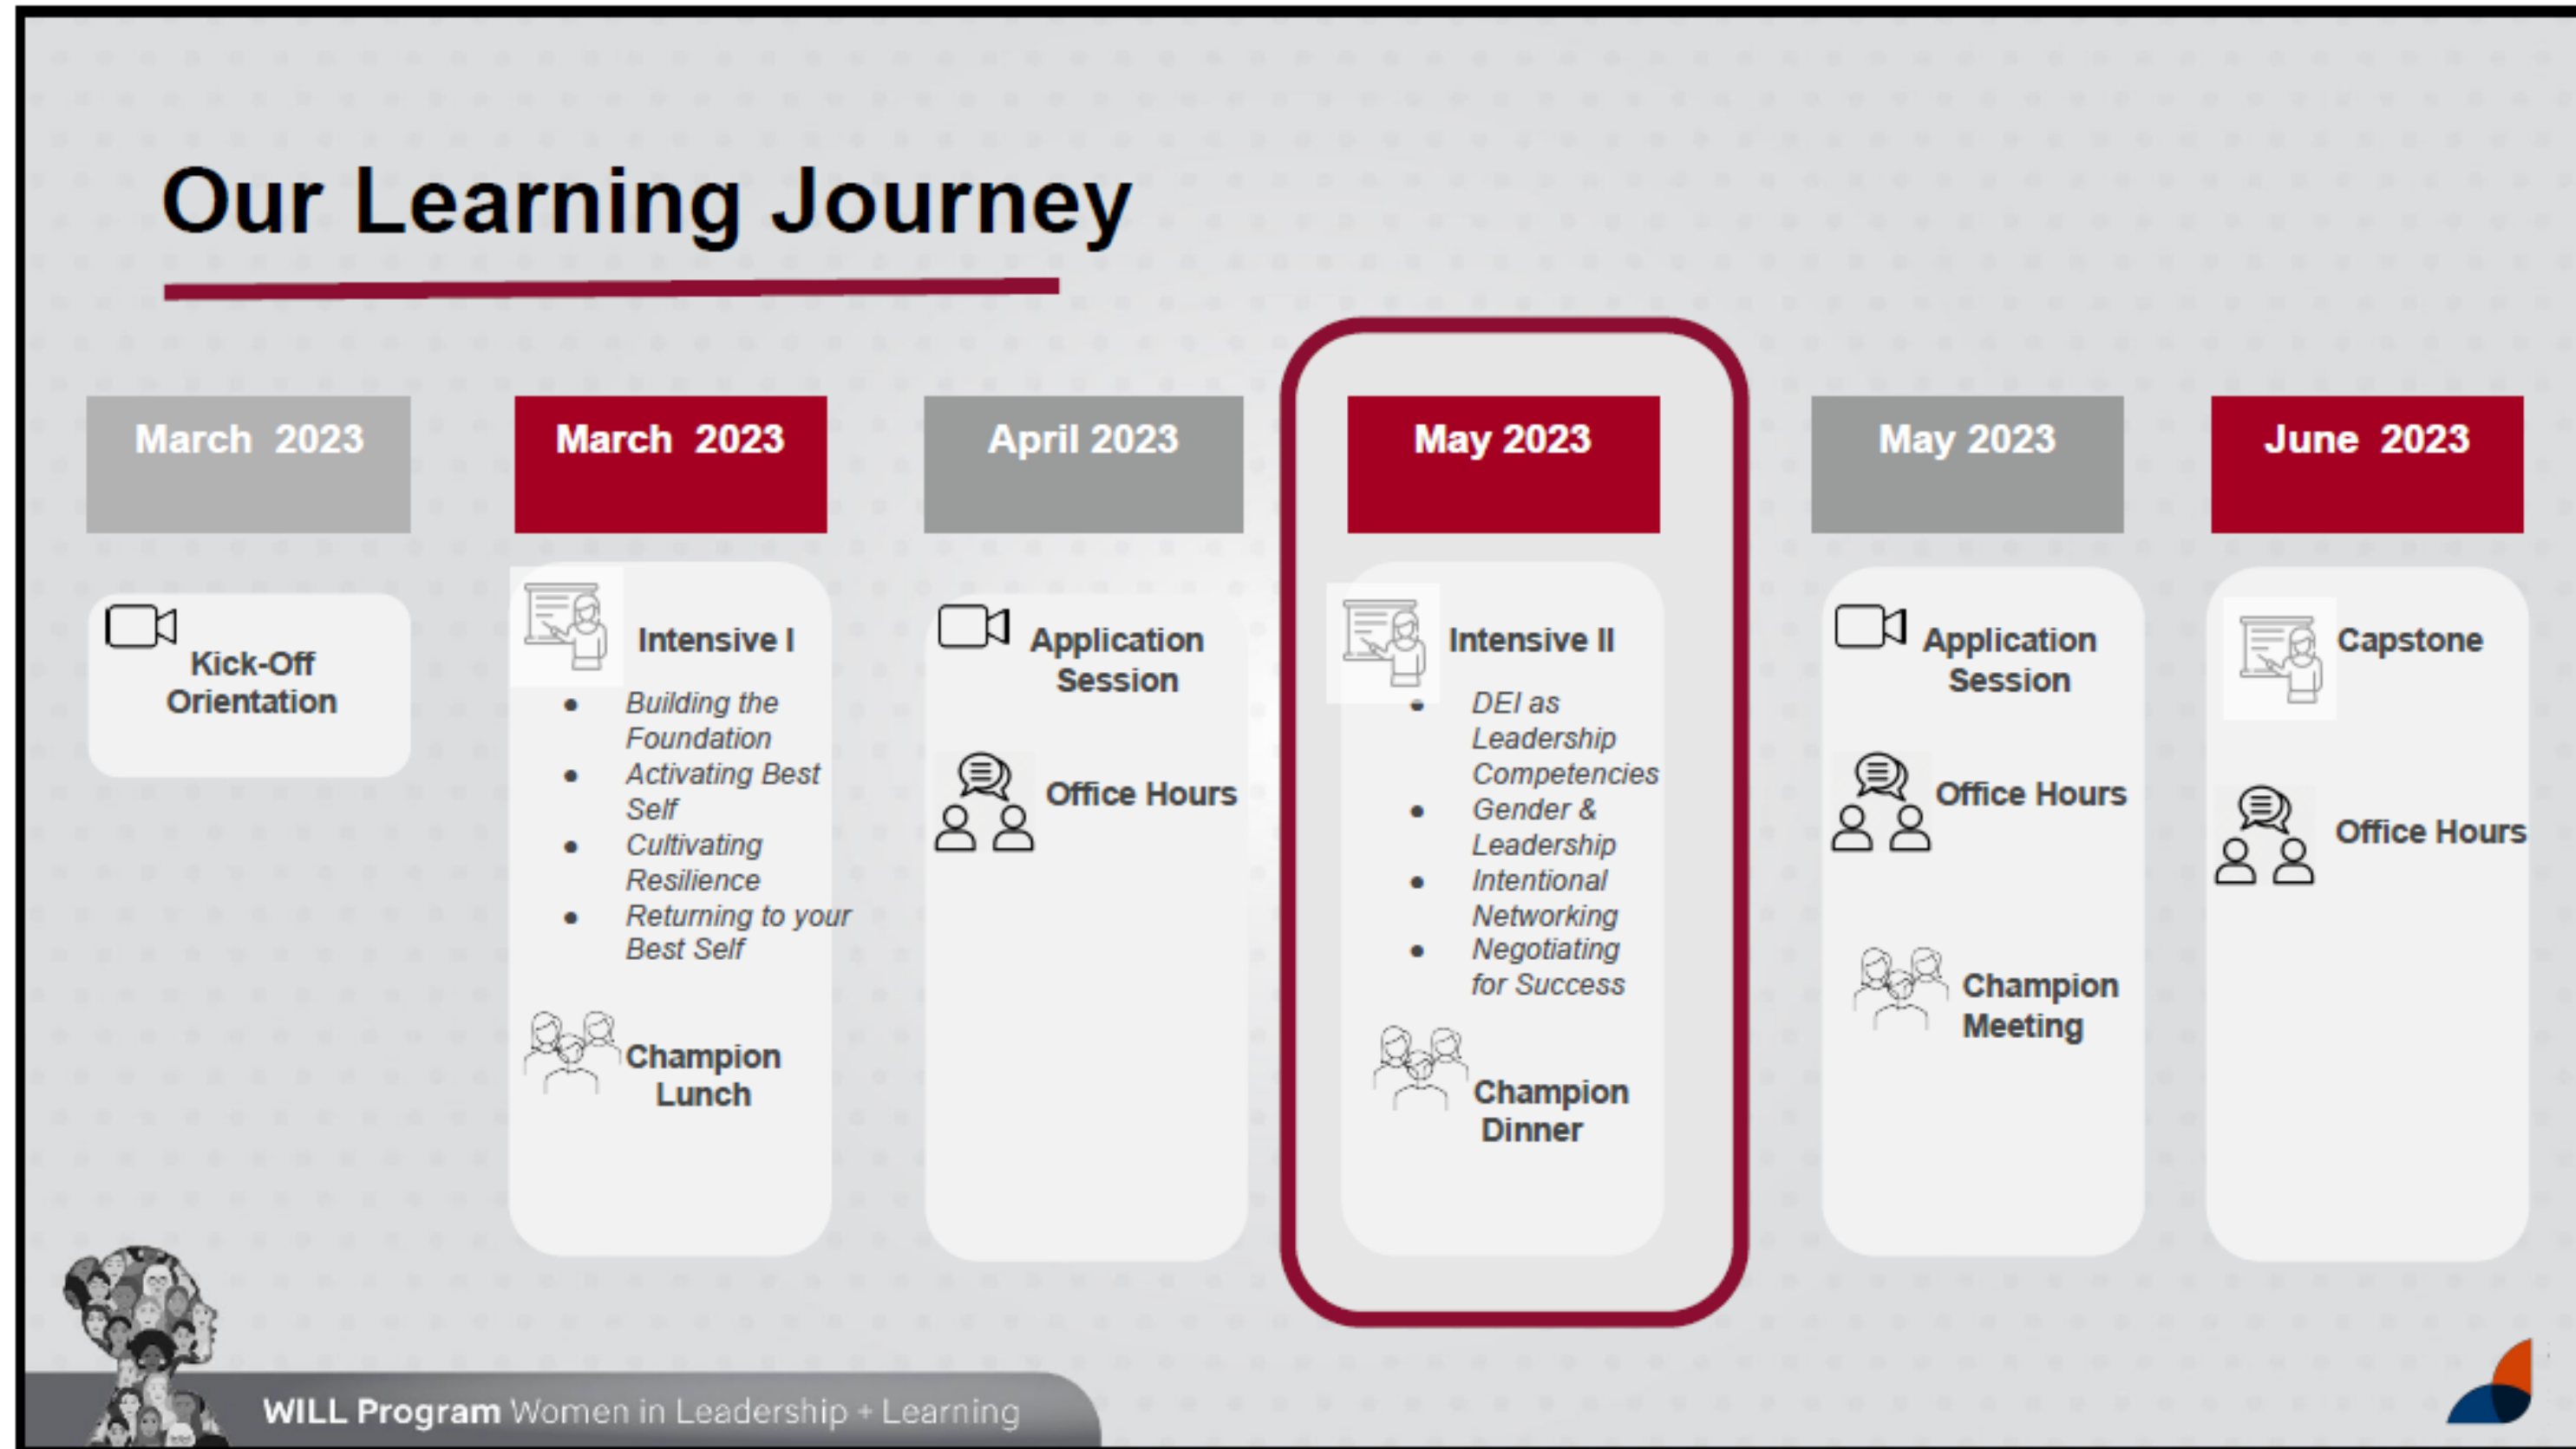 Our Learning Journey
March 2023
Kick-Off
Orientation
March 2023
Intensive I
• Building the
Foundation
• Activating Best
Self
• Cultivating
Resilience
• Returning to your
Best Self
Champion
Lunch
April 2023
Application
Session
Office Hours
May 2023
Intensive II
• DEI as
Leadership
Competencies
• Gender &
Leadership
• Intentional
Networking
• Negotiating
for Success
Champion
Dinner
May 2023
Application
Session
Office Hours
Champion
Meeting
June 2023
Capstone
Office Hours
WILL Program Women in Leadership + Learning